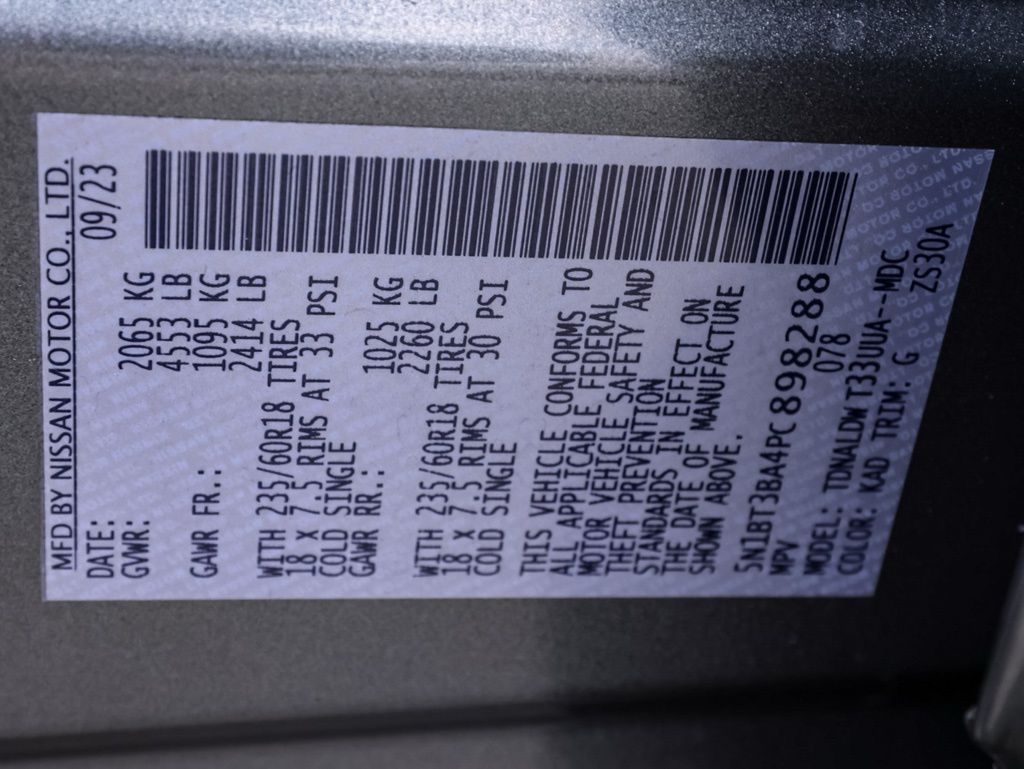 MFD BY NISSAN MOTOR CO., LTD.
DATE: 09/23
GVWR: 2065 KG
4553 LB
GAWR FR.: 1095 KG
2414 LB
WITH 235/60R18 TIRES
18 X 7.5 RIMS AT 33 PSI
COLD SINGLE
GAWR RR.: 1025 KG
2260 LB
WITH 235/60R18 TIRES
18 X 7.5 RIMS AT 30 PSI
COLD SINGLE
THIS VEHICLE CONFORMS TO
ALL APPLICABLE FEDERAL
MOTOR VEHICLE SAFETY AND
THEFT PREVENTION
STANDARDS IN EFFECT ON
THE DATE OF MANUFACTURE
SHOWN ABOVE.
5N1BT3BA4PC898288
MPV 078
MODEL: TDNALDW T33UUA--MDC
COLOR: KAD TRIM: G ZS30A